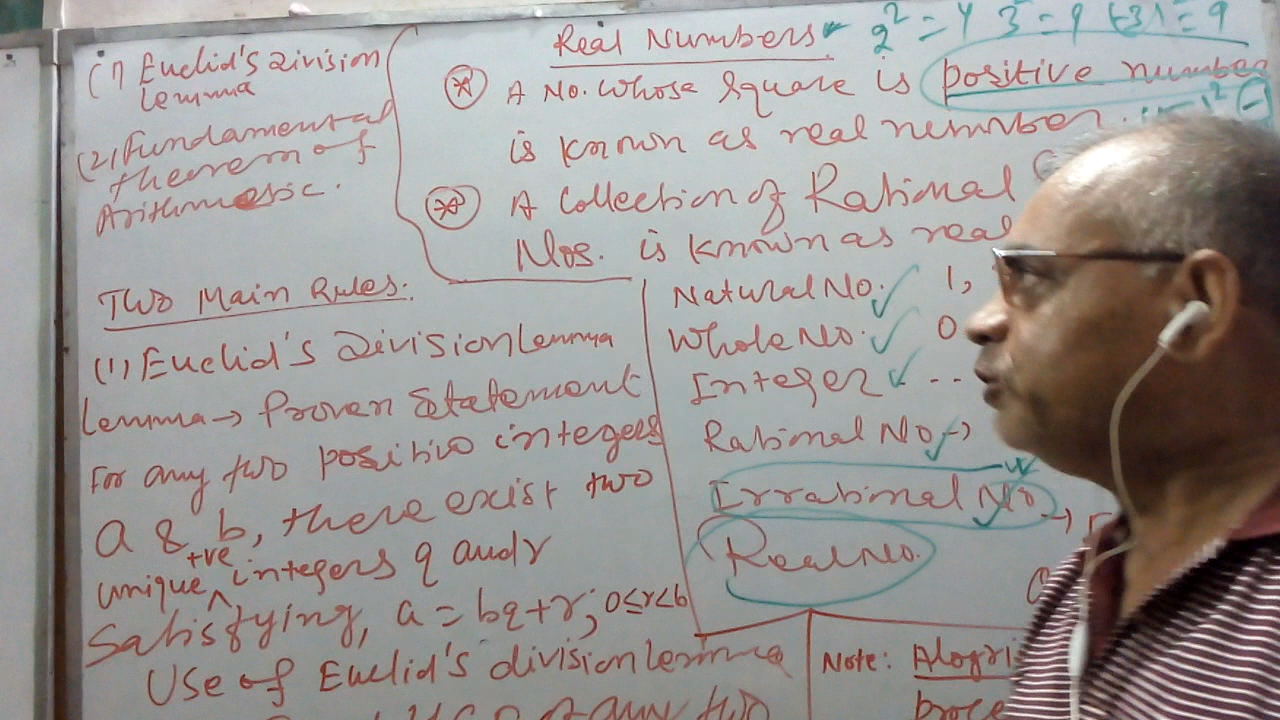 (1) Euclid's Division
lemma
(2) Fundamental
theorem of
Arithmetic.
Real Numbers 2² = 4 3² = 9 (-3)² = 9
A No. Whose Square is positive number
is known as real number.
A Collection of Rational
Nos. is known as real
Two Main Rules:
(1) Euclid's Division Lemma
Lemma → Proven Statement
For any two positive integers
a & b, there exist two
unique +ve integers q and r
Satisfying, a = bq + r; 0 ≤ r < b
Use of Euclid's division lemma
Natural No. 1,
Whole No. 0
Integer ..
Rational No. →
Irrational No →
Real No.
Note: Alogri
proce